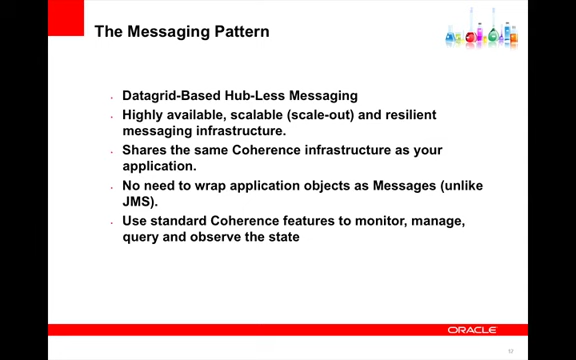 The Messaging Pattern
Datagrid-Based Hub-Less Messaging
Highly available, scalable (scale-out) and resilient
messaging infrastructure.
Shares the same Coherence infrastructure as your
application.
No need to wrap application objects as Messages (unlike
JMS).
Use standard Coherence features to monitor, manage,
query and observe the state
ORACLE
12